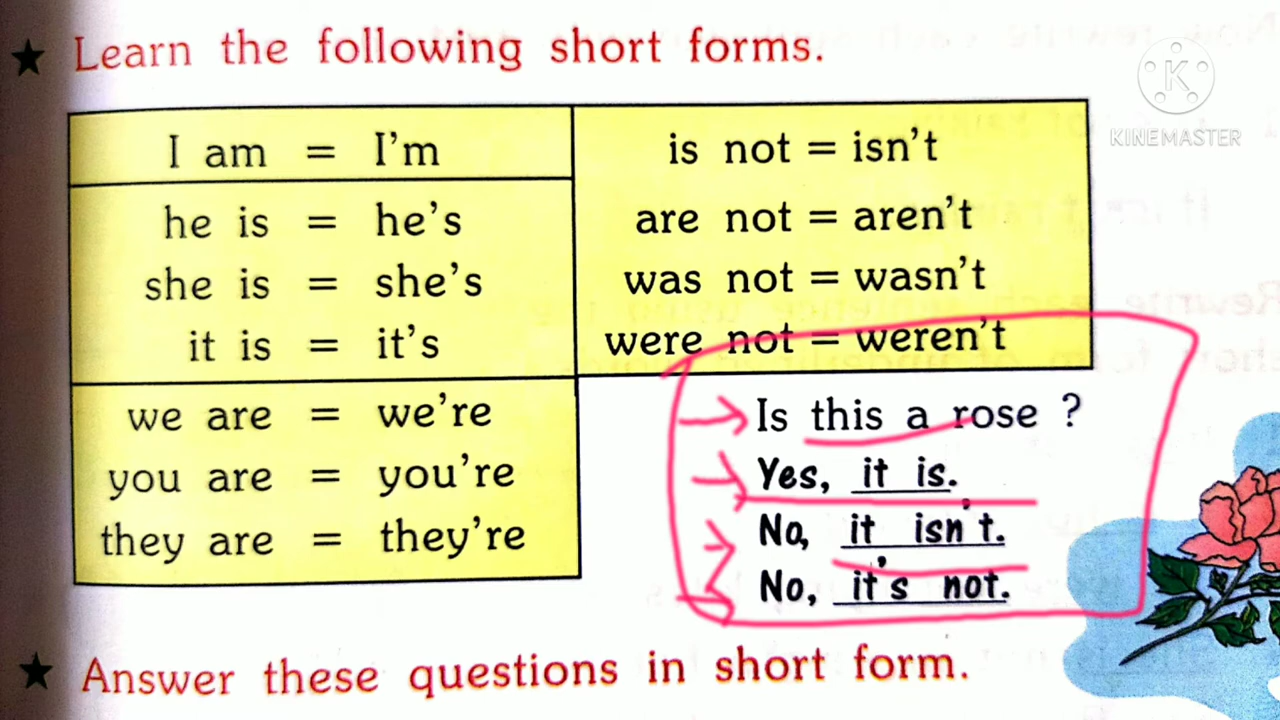 ★ Learn the following short forms.
I am = I'm
he is = he's
she is = she's
it is = it's
we are = we're
you are = you're
they are = they're
is not = isn't
are not = aren't
was not = wasn't
were not = weren't
Is this a rose ?
Yes, it is.
No, it isn't.
No, it's not.
★ Answer these questions in short form.
K
KINEMASTER